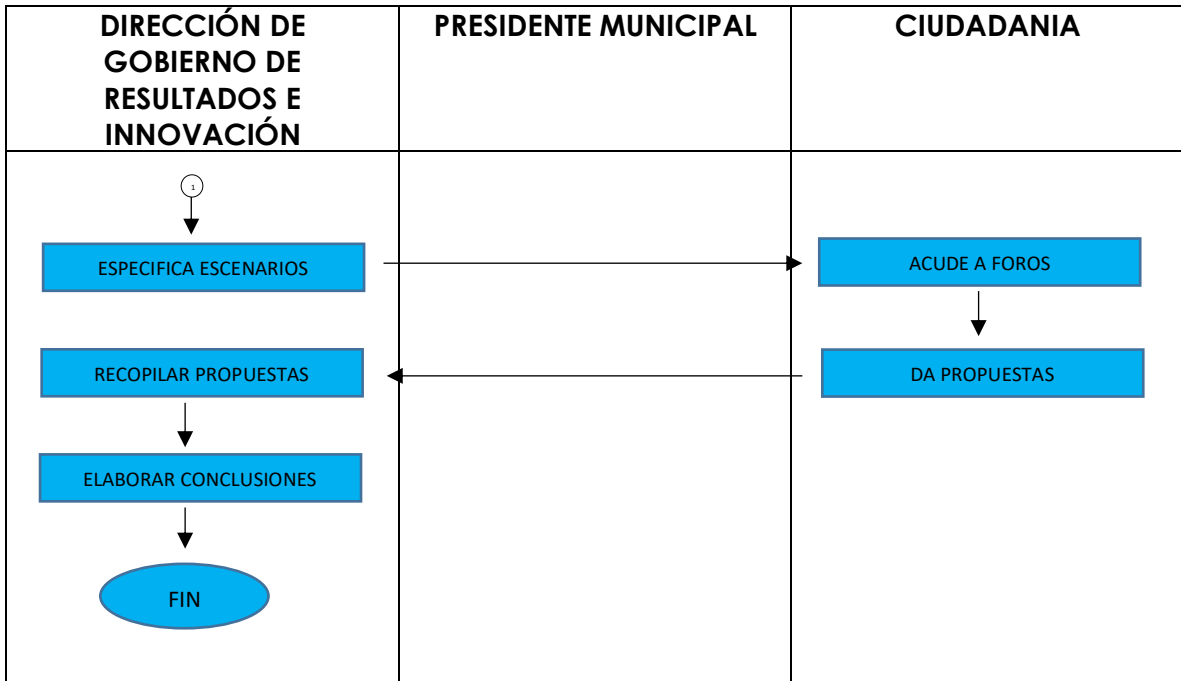 DIRECCIÓN DE
GOBIERNO DE
RESULTADOS E
INNOVACIÓN
PRESIDENTE MUNICIPAL
CIUDADANIA
1
ESPECIFICA ESCENARIOS
ACUDE A FOROS
RECOPILAR PROPUESTAS
DA PROPUESTAS
ELABORAR CONCLUSIONES
FIN